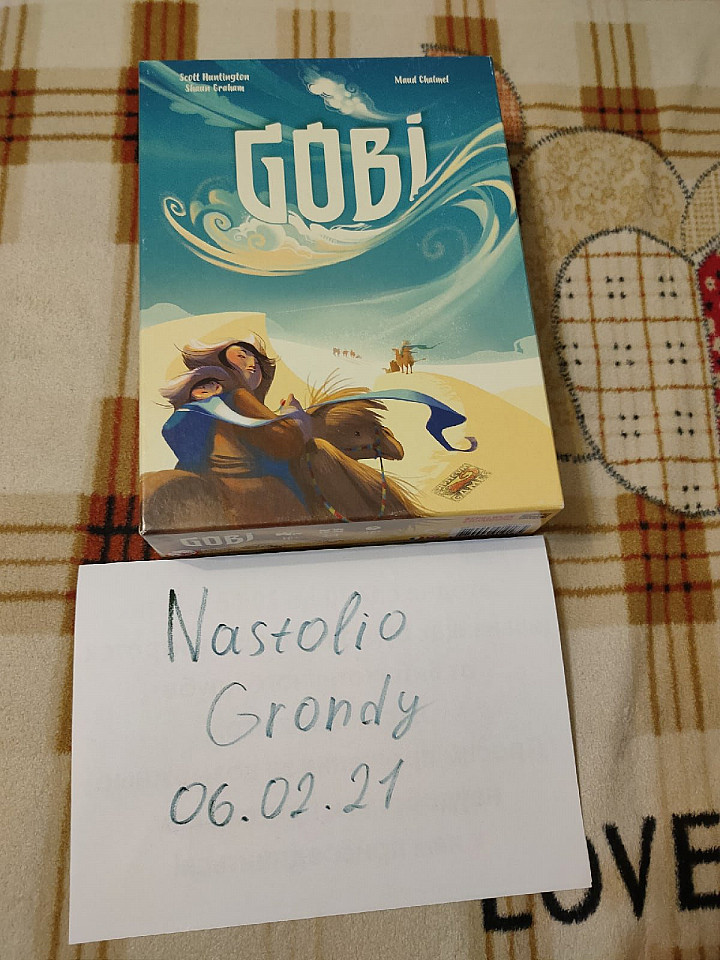 Scott Huntington
Shaun Graham
Maud Chalmel
GOBi
GOBi
Nastolio
Grondy
06.02.21
LOVE